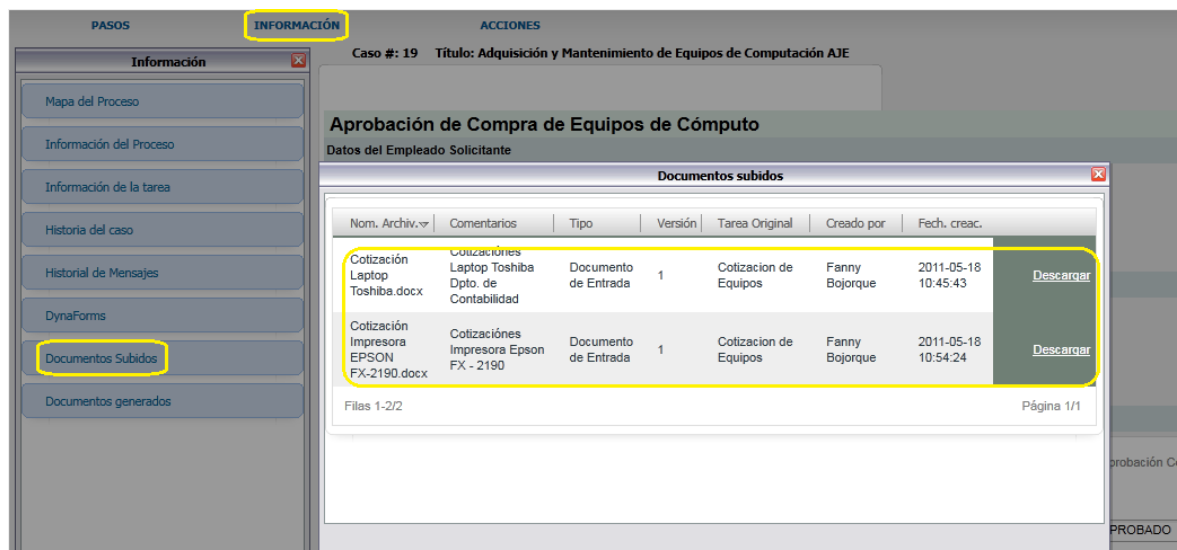 PASOS INFORMACIÓN ACCIONES
Información
Caso #: 19 Título: Adquisición y Mantenimiento de Equipos de Computación AJE
Mapa del Proceso
Información del Proceso
Información de la tarea
Historia del caso
Historial de Mensajes
DynaForms
Documentos Subidos
Documentos generados
Aprobación de Compra de Equipos de Cómputo
Datos del Empleado Solicitante
Documentos subidos
Nom. Archiv. Comentarios Tipo Versión Tarea Original Creado por Fech. creac.
Cotización
Laptop
Toshiba.docx
Cotizaciónes
Laptop Toshiba
Dpto. de
Contabilidad
Documento
de Entrada
1
Cotizacion de
Equipos
Fanny
Bojorque
2011-05-18
10:45:43
Descargar
Cotización
Impresora
EPSON
FX-2190.docx
Cotizaciónes
Impresora Epson
FX - 2190
Documento
de Entrada
1
Cotizacion de
Equipos
Fanny
Bojorque
2011-05-18
10:54:24
Descargar
Filas 1-2/2 Página 1/1
probación C
PROBADO